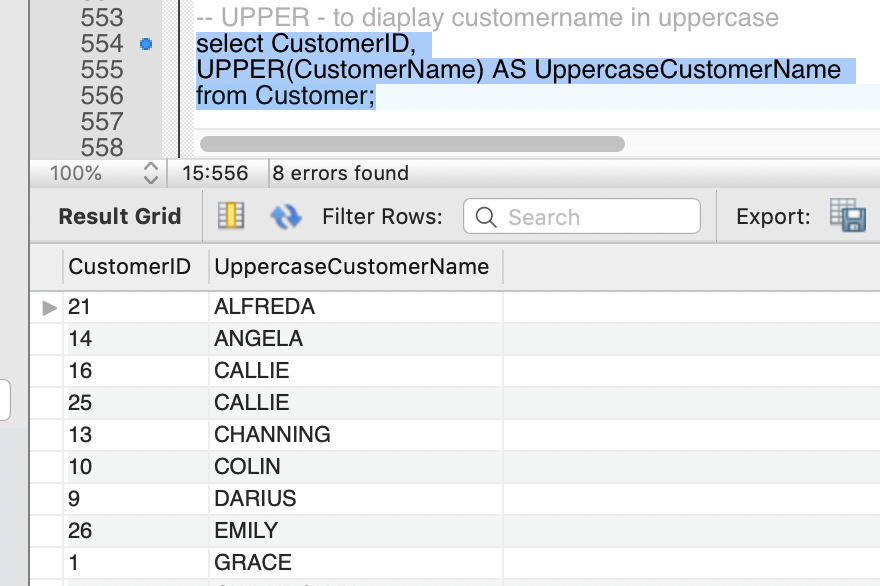 553 -- UPPER - to diaplay customername in uppercase
554 select CustomerID,
555 UPPER(CustomerName) AS UppercaseCustomerName
556 from Customer;
557
558
100% 15:556 8 errors found
Result Grid Filter Rows: Search Export:
CustomerID UppercaseCustomerName
21 ALFREDA
14 ANGELA
16 CALLIE
25 CALLIE
13 CHANNING
10 COLIN
9 DARIUS
26 EMILY
1 GRACE